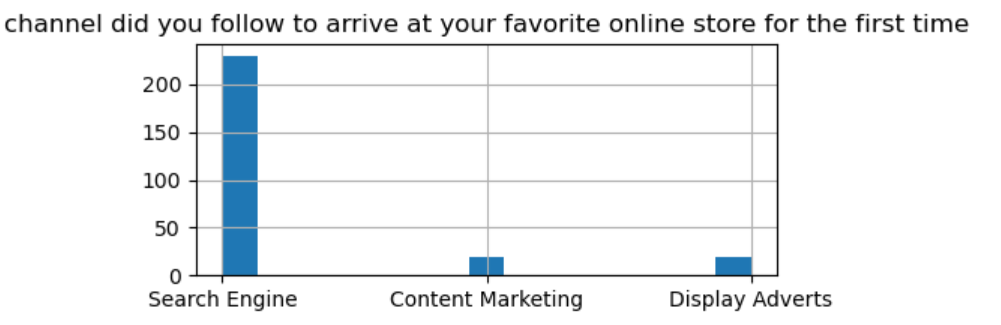 channel did you follow to arrive at your favorite online store for the first time
200
150
100
50
0
Search Engine Content Marketing Display Adverts